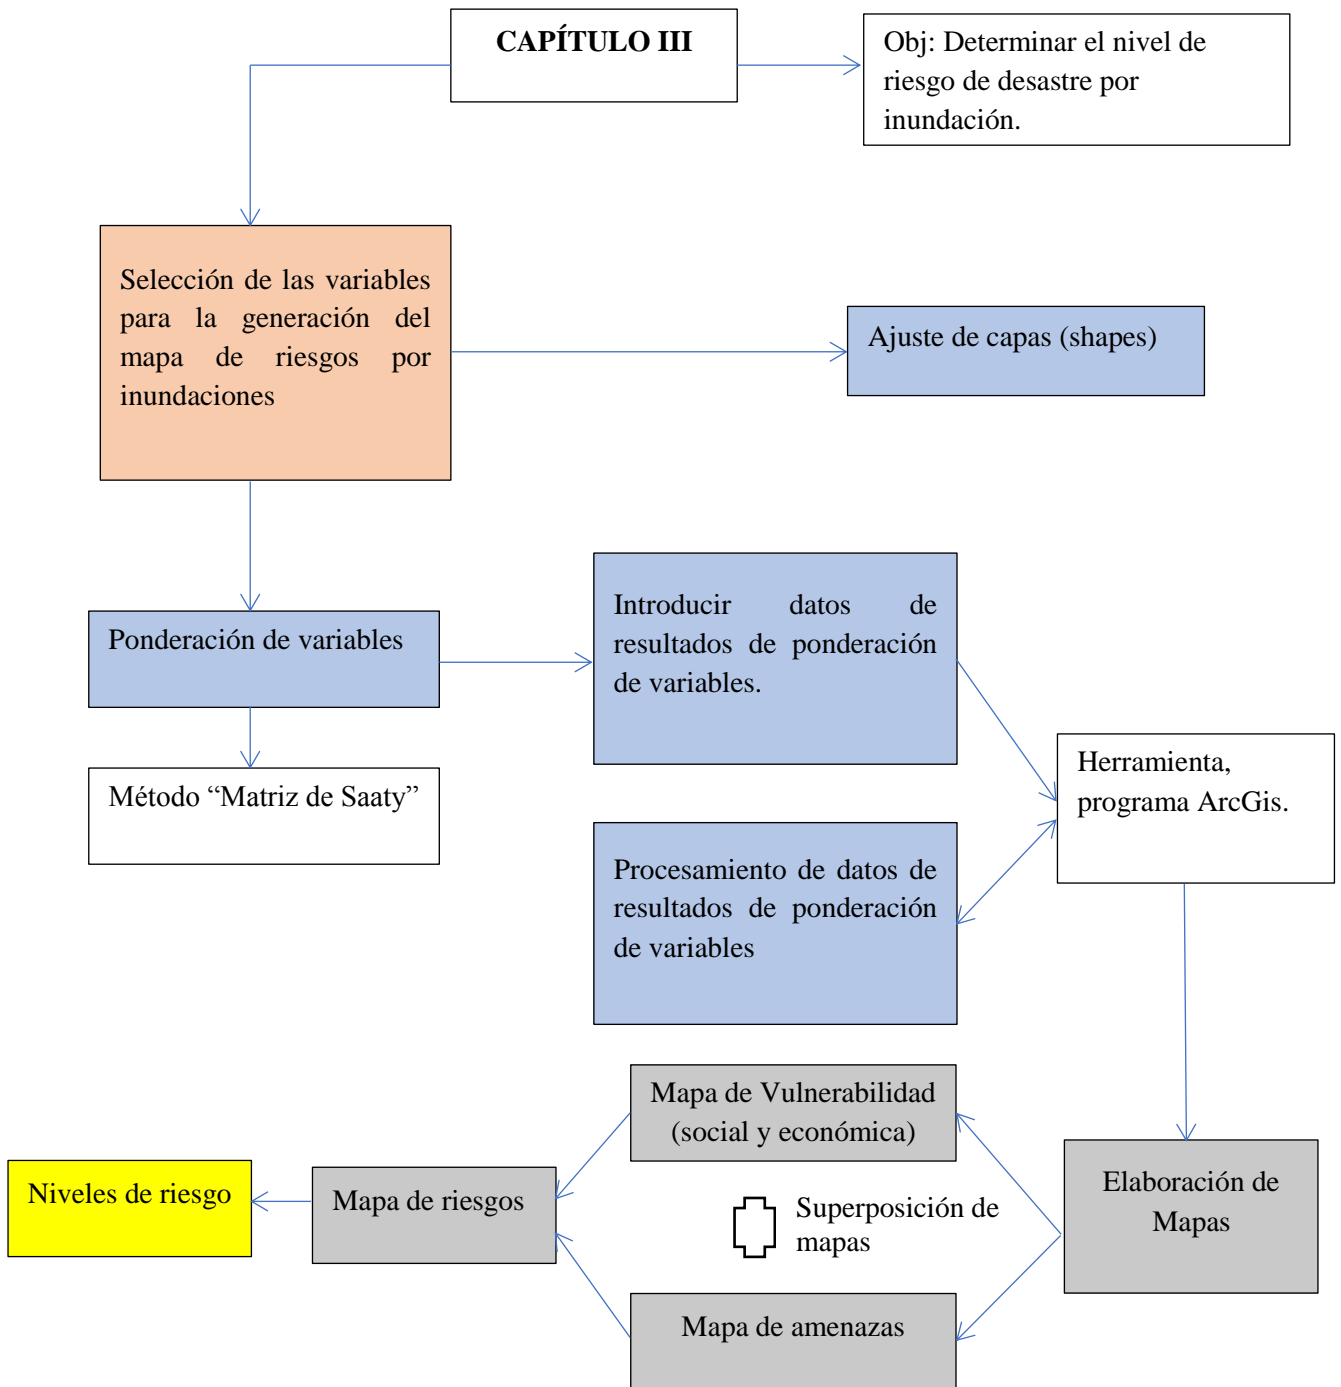 CAPÍTULO III
Obj: Determinar el nivel de
riesgo de desastre por
inundación.
Selección de las variables
para la generación del
mapa de riesgos por
inundaciones
Ajuste de capas (shapes)
Ponderación de variables
Introducir datos de
resultados de ponderación
de variables.
Método “Matriz de Saaty”
Herramienta,
programa ArcGis.
Procesamiento de datos de
resultados de ponderación
de variables
Mapa de Vulnerabilidad
(social y económica)
Niveles de riesgo
Mapa de riesgos
Superposición de
mapas
Elaboración de
Mapas
Mapa de amenazas